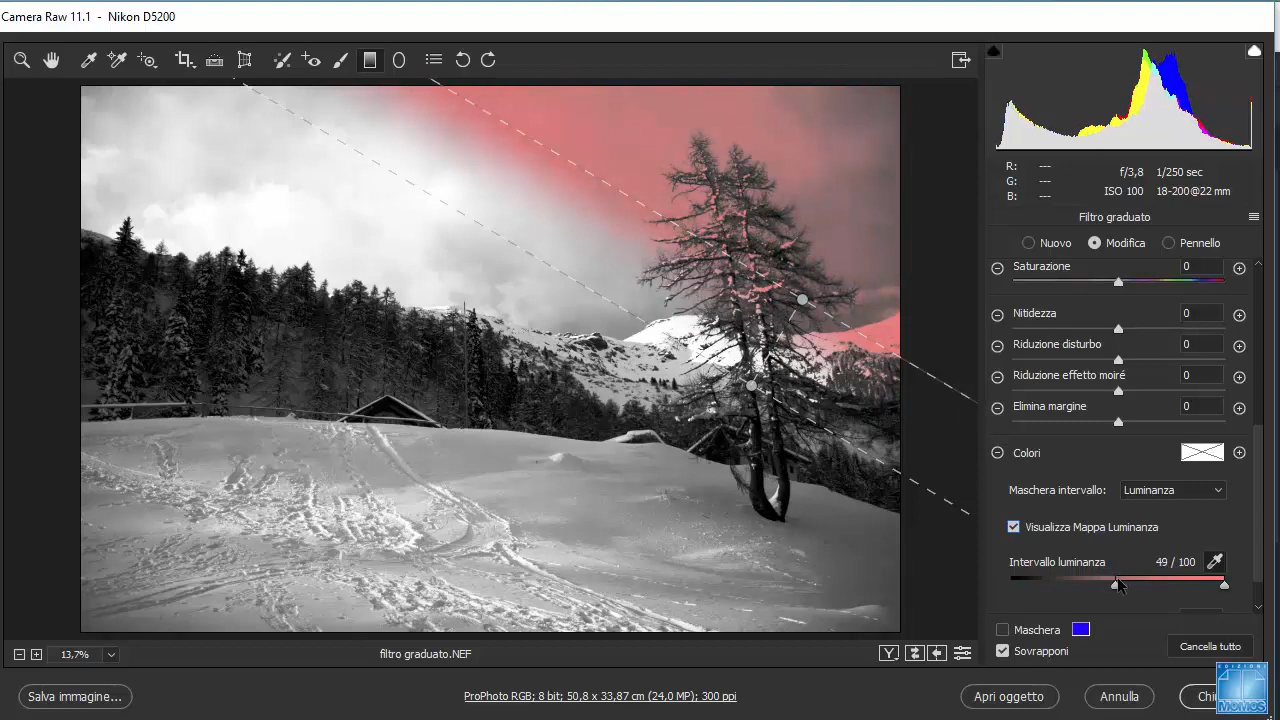 Camera Raw 11.1 - Nikon D5200
R: ---
G: ---
B: ---
f/3,8 1/250 sec
ISO 100 18-200@22 mm
Filtro graduato
Nuovo Modifica Pennello
Saturazione 0
Nitidezza 0
Riduzione disturbo 0
Riduzione effetto moiré 0
Elimina margine 0
Colori
Maschera intervallo: Luminanza
Visualizza Mappa Luminanza
Intervallo luminanza 49 / 100
Maschera
Sovrapponi
Cancella tutto
13,7%
filtro graduato.NEF
Y
Salva immagine...
ProPhoto RGB; 8 bit; 50,8 x 33,87 cm (24,0 MP); 300 ppi
Apri oggetto
Annulla
EDIZIONI
MOMOS